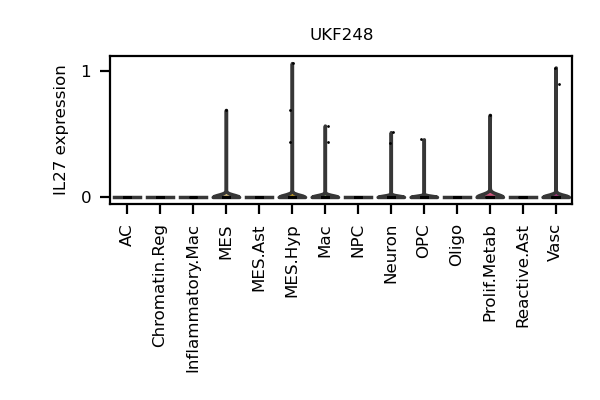 UKF248
IL27 expression
1
0
AC
Chromatin.Reg
Inflammatory.Mac
MES
MES.Ast
MES.Hyp
Mac
NPC
Neuron
OPC
Oligo
Prolif.Metab
Reactive.Ast
Vasc